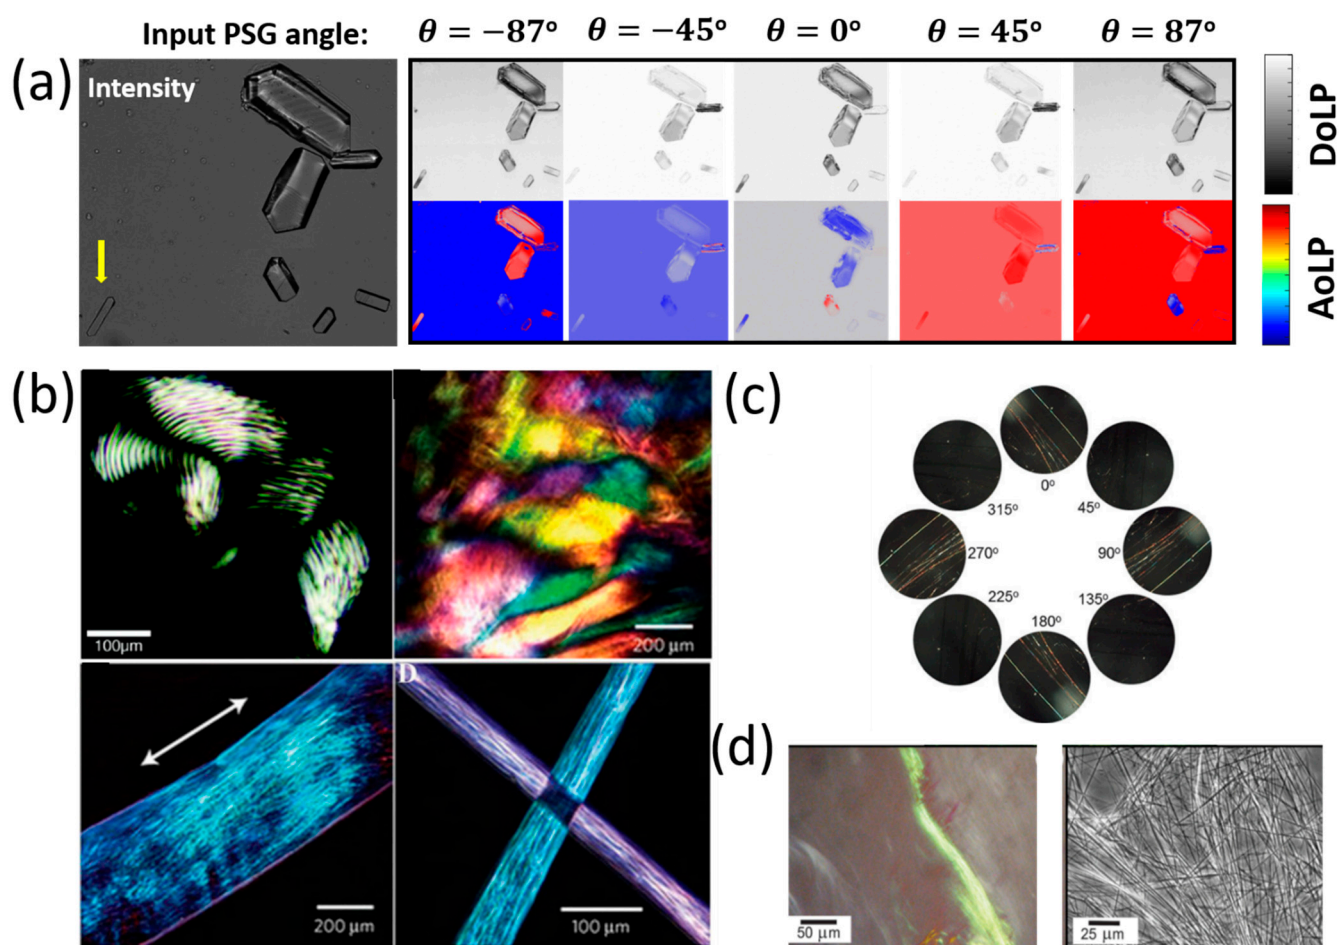 Input PSG angle: θ = −87° θ = −45° θ = 0° θ = 45° θ = 87°
(a)
Intensity
DoLP
AoLP
(b)
100μm
200 μm
(c)
0°
315° 45°
270° 90°
225° 135°
180°
D
200 μm
100 μm
(d)
50 μm
25 μm